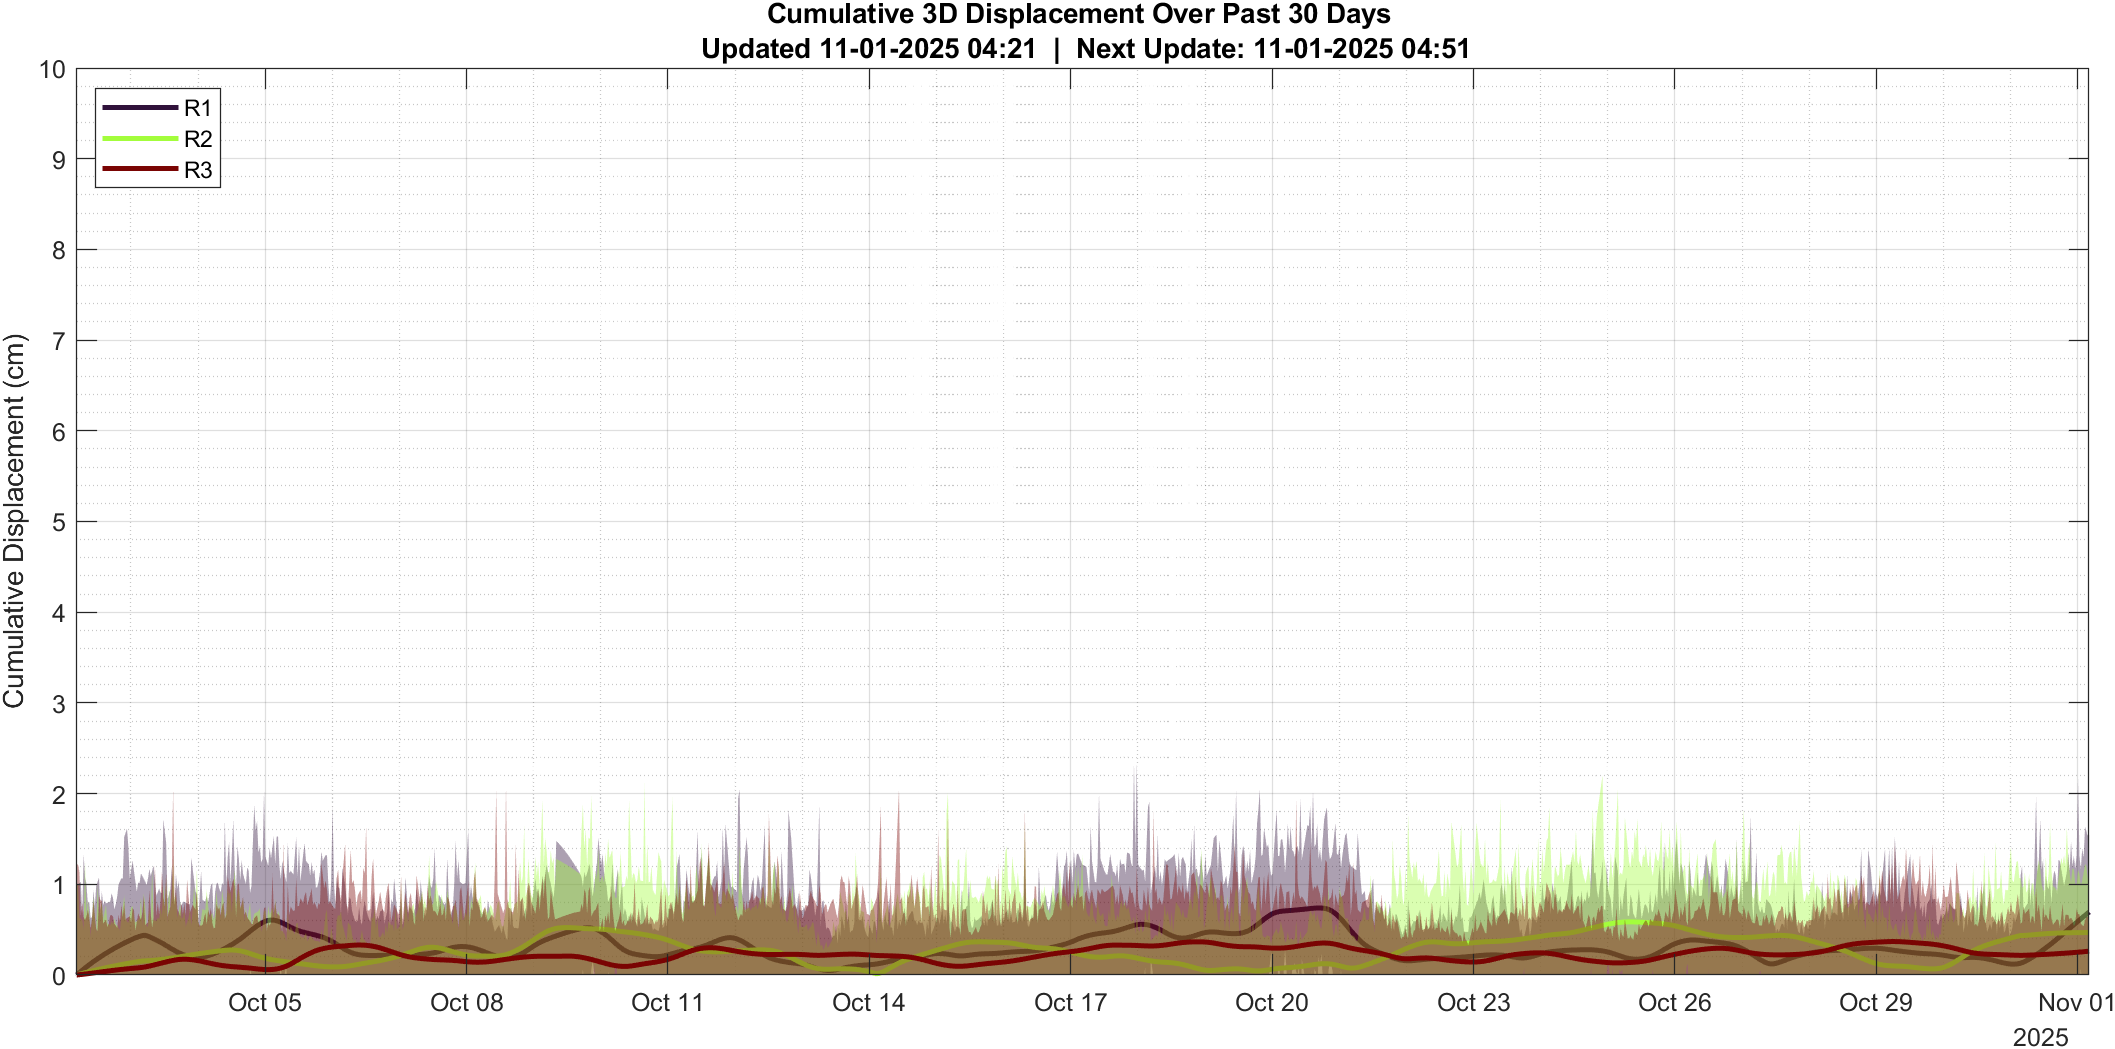 Cumulative 3D Displacement Over Past 30 Days
Updated 11-01-2025 04:21 | Next Update: 11-01-2025 04:51
Cumulative Displacement (cm)
10
9
8
7
6
5
4
3
2
1
0
R1
R2
R3
Oct 05 Oct 08 Oct 11 Oct 14 Oct 17 Oct 20 Oct 23 Oct 26 Oct 29 Nov 01
2025